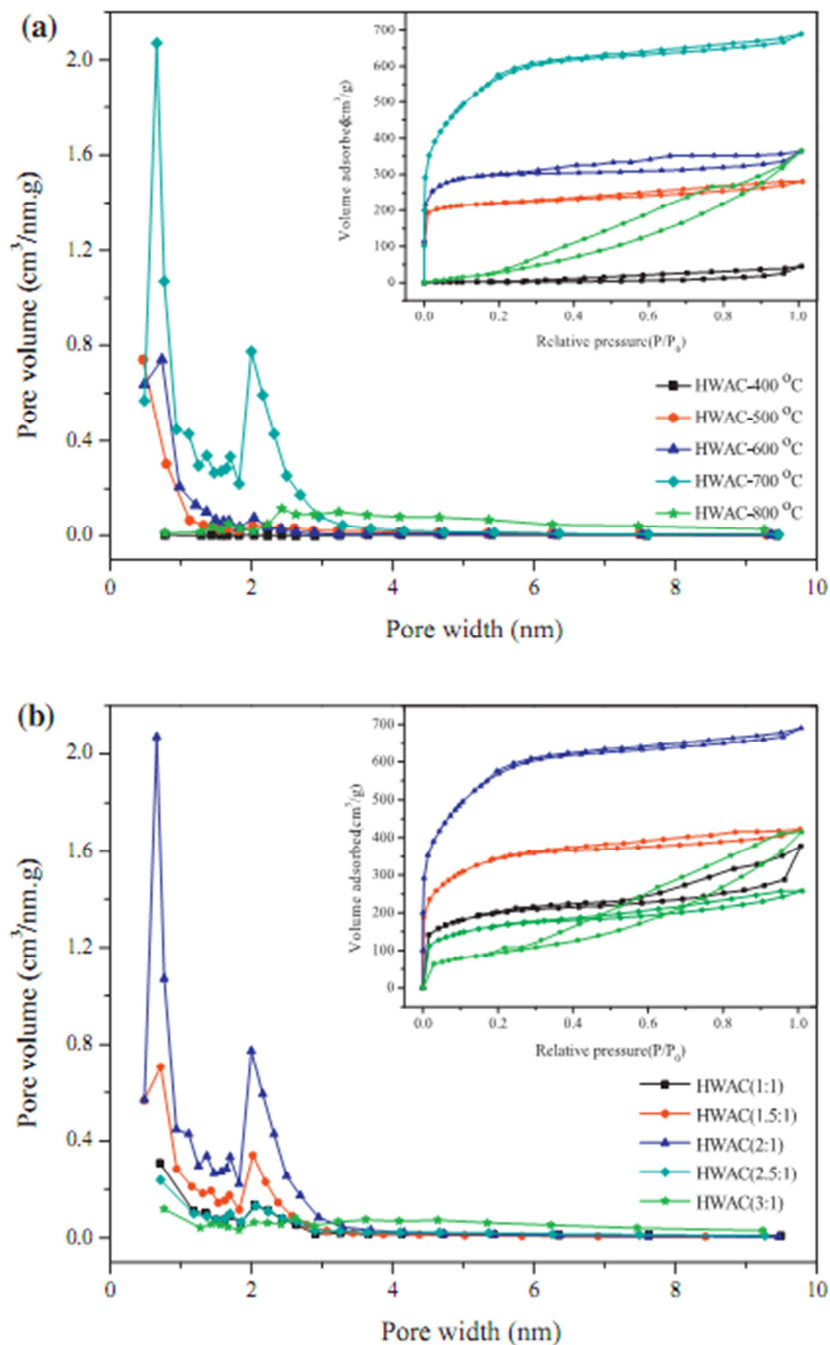 (a)
2.0
1.6
1.2
0.8
0.4
0.0
Pore volume (cm³/nm.g)
0 2 4 6 8 10
Pore width (nm)
700
600
500
400
300
200
100
0
Volume adsorbed(cm³/g)
0.0 0.2 0.4 0.6 0.8 1.0
Relative pressure(P/P₀)
HWAC-400 °C
HWAC-500 °C
HWAC-600 °C
HWAC-700 °C
HWAC-800 °C
(b)
2.0
1.6
1.2
0.8
0.4
0.0
Pore volume (cm³/nm.g)
0 2 4 6 8 10
Pore width (nm)
700
600
500
400
300
200
100
0
Volume adsorbed(cm³/g)
0.0 0.2 0.4 0.6 0.8 1.0
Relative pressure(P/P₀)
HWAC(1:1)
HWAC(1.5:1)
HWAC(2:1)
HWAC(2.5:1)
HWAC(3:1)